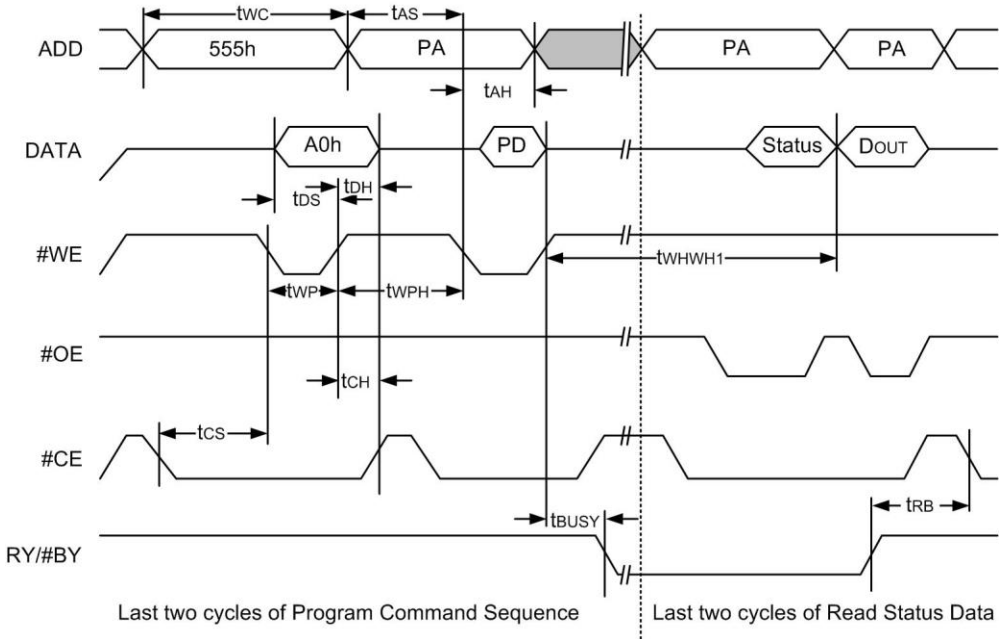 tWC tAS
ADD 555h PA PA PA
tAH
DATA A0h PD Status DOUT
tDH
tDS
#WE
tWHWH1
tWP tWPH
#OE
tCH
tCS
#CE
tRB
tBUSY
RY/#BY
Last two cycles of Program Command Sequence Last two cycles of Read Status Data